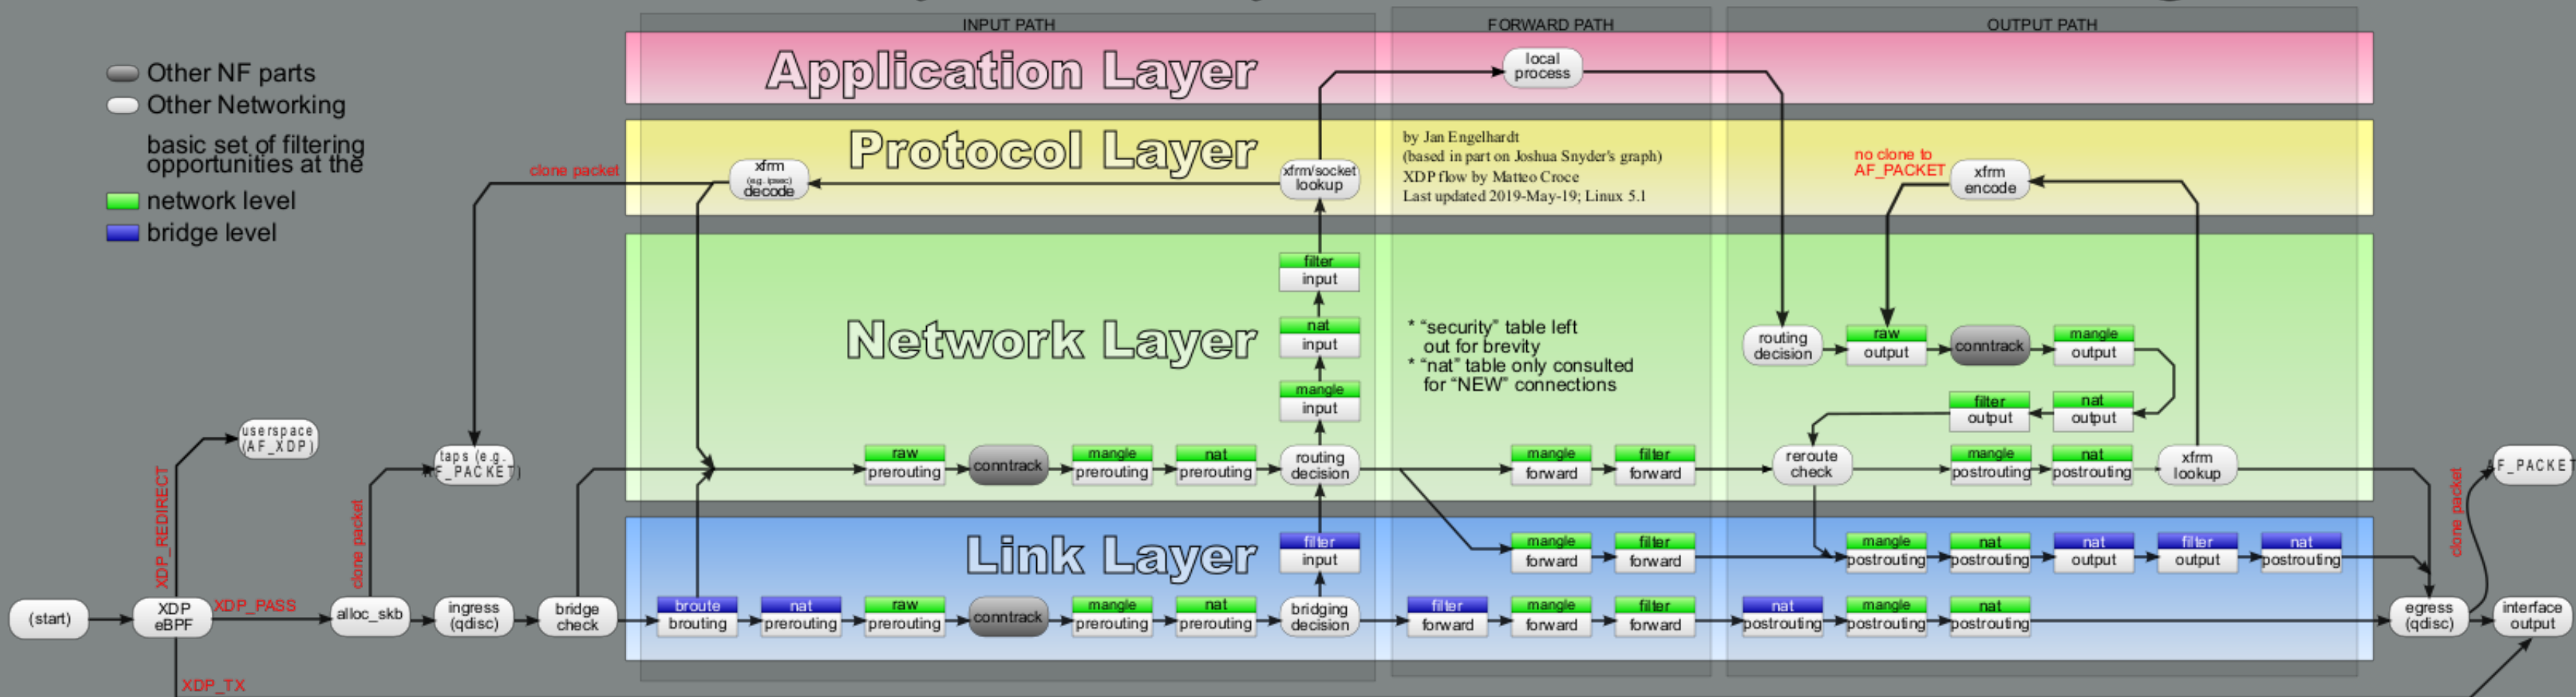 INPUT PATH
FORWARD PATH
OUTPUT PATH
Other NF parts
Other Networking
basic set of filtering
opportunities at the
network level
bridge level
Application Layer
local
process
Protocol Layer
clone packet
xfrm
(e.g. ipsec)
decode
xfrm/socket
lookup
by Jan Engelhardt
(based in part on Joshua Snyder's graph)
XDP flow by Matteo Croce
Last updated 2019-May-19; Linux 5.1
no clone to
AF_PACKET
xfrm
encode
Network Layer
filter
input
nat
input
mangle
input
* “security” table left
out for brevity
* “nat” table only consulted
for “NEW” connections
routing
decision
raw
output
conntrack
mangle
output
filter
output
nat
output
userspace
(AF_XDP)
taps (e.g.
F_PACKET)
raw
prerouting
conntrack
mangle
prerouting
nat
prerouting
routing
decision
mangle
forward
filter
forward
reroute
check
mangle
postrouting
nat
postrouting
xfrm
lookup
clone packet
AF_PACKET
XDP_REDIRECT
clone packet
Link Layer
filter
input
mangle
forward
filter
forward
mangle
postrouting
nat
postrouting
nat
output
filter
output
nat
postrouting
(start)
XDP
eBPF
XDP_PASS
alloc_skb
ingress
(qdisc)
bridge
check
broute
brouting
nat
prerouting
raw
prerouting
conntrack
mangle
prerouting
nat
prerouting
bridging
decision
filter
forward
mangle
forward
filter
forward
nat
postrouting
mangle
postrouting
nat
postrouting
egress
(qdisc)
interface
output
XDP_TX